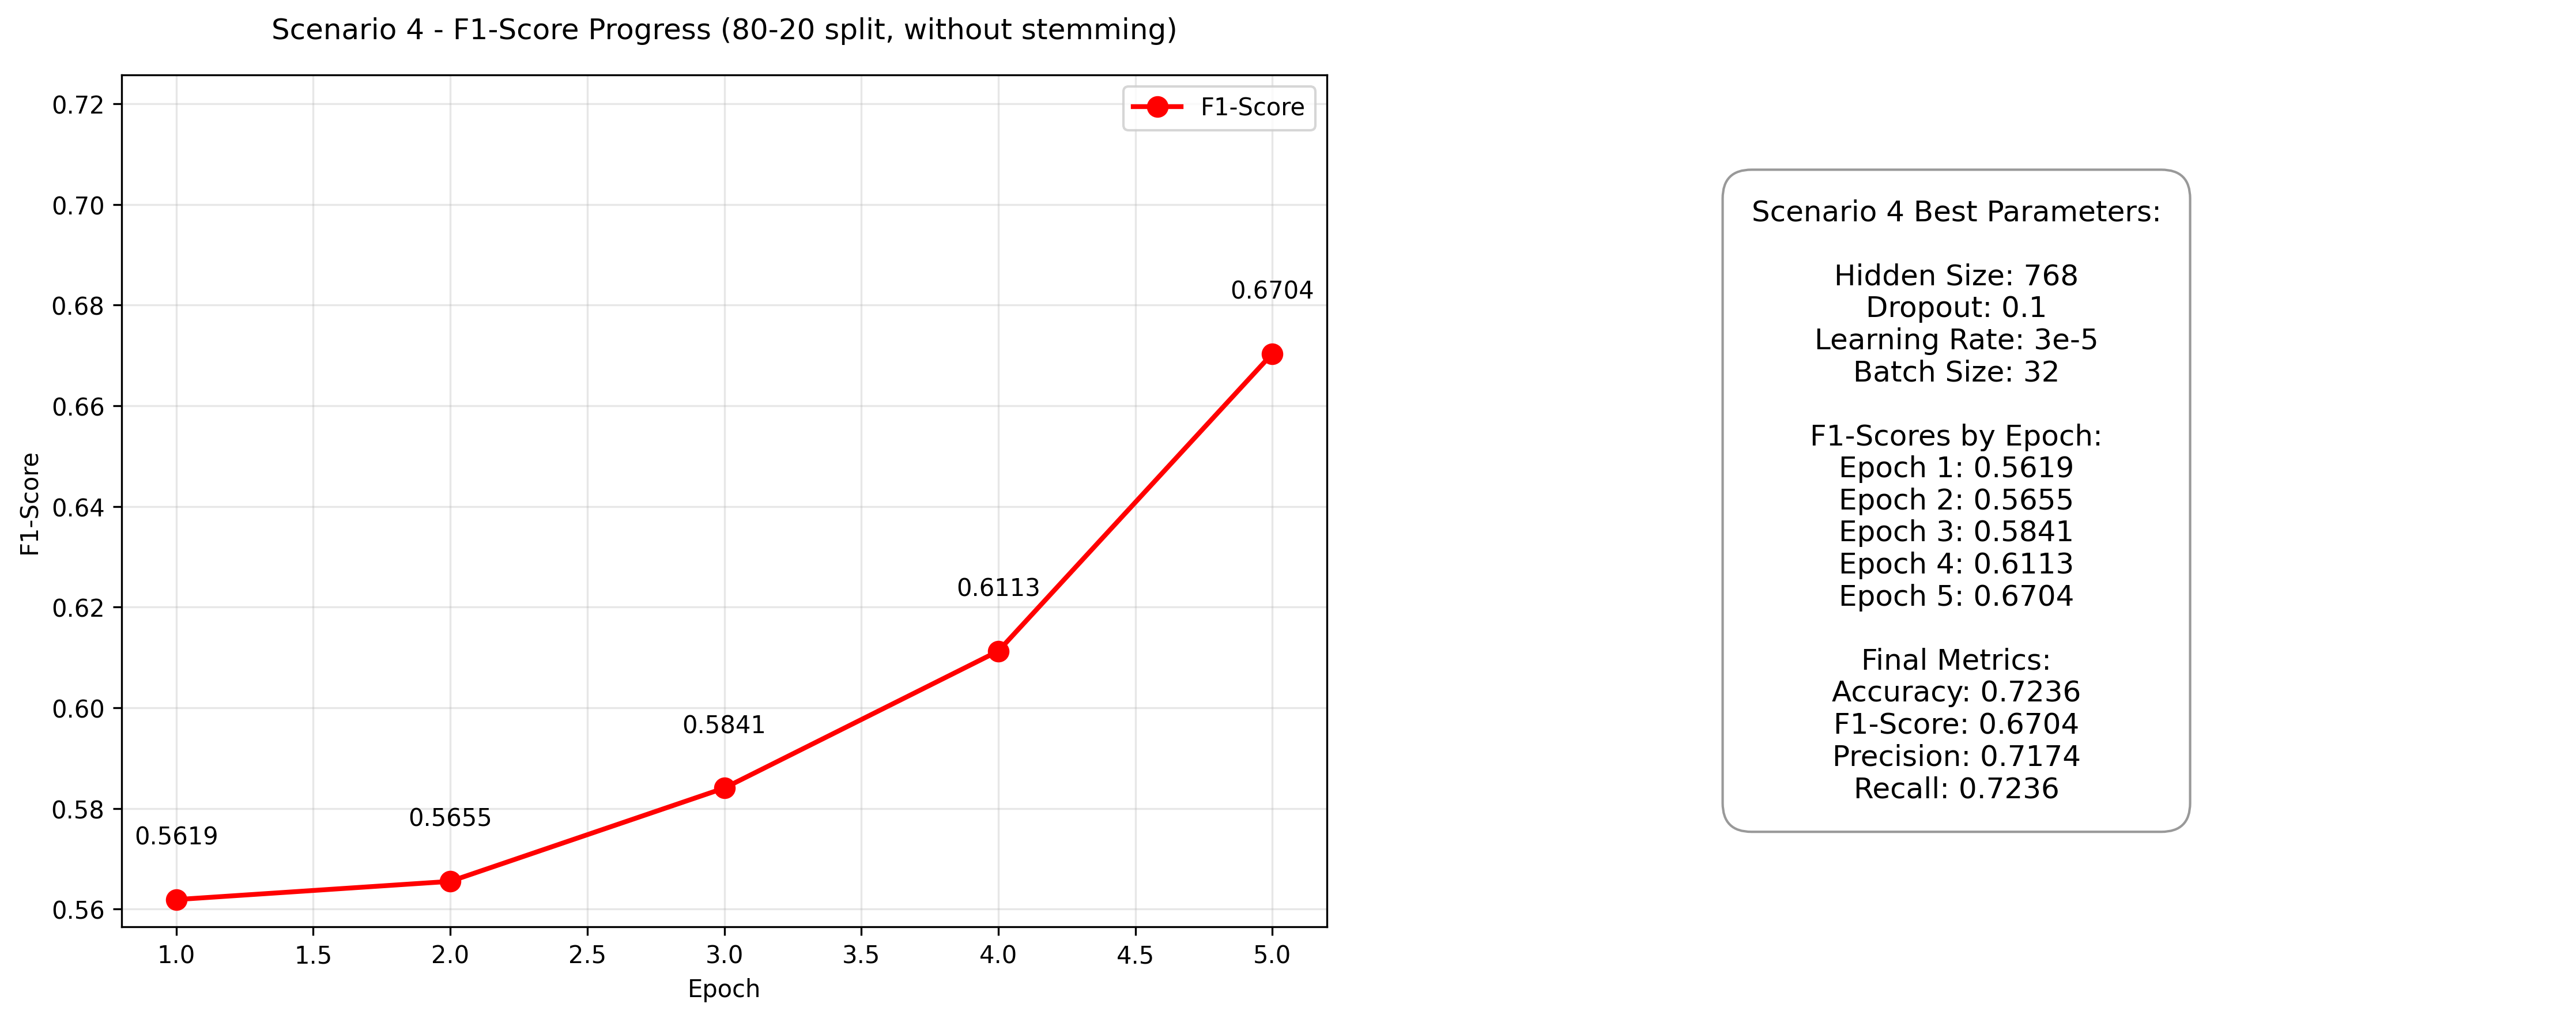 Scenario 4 - F1-Score Progress (80-20 split, without stemming)
F1-Score
0.72
0.70
0.68
0.66
0.64
0.62
0.60
0.58
0.56
F1-Score
0.5619
0.5655
0.5841
0.6113
0.6704
1.0
1.5
2.0
2.5
3.0
3.5
4.0
4.5
5.0
Epoch
Scenario 4 Best Parameters:
Hidden Size: 768
Dropout: 0.1
Learning Rate: 3e-5
Batch Size: 32
F1-Scores by Epoch:
Epoch 1: 0.5619
Epoch 2: 0.5655
Epoch 3: 0.5841
Epoch 4: 0.6113
Epoch 5: 0.6704
Final Metrics:
Accuracy: 0.7236
F1-Score: 0.6704
Precision: 0.7174
Recall: 0.7236